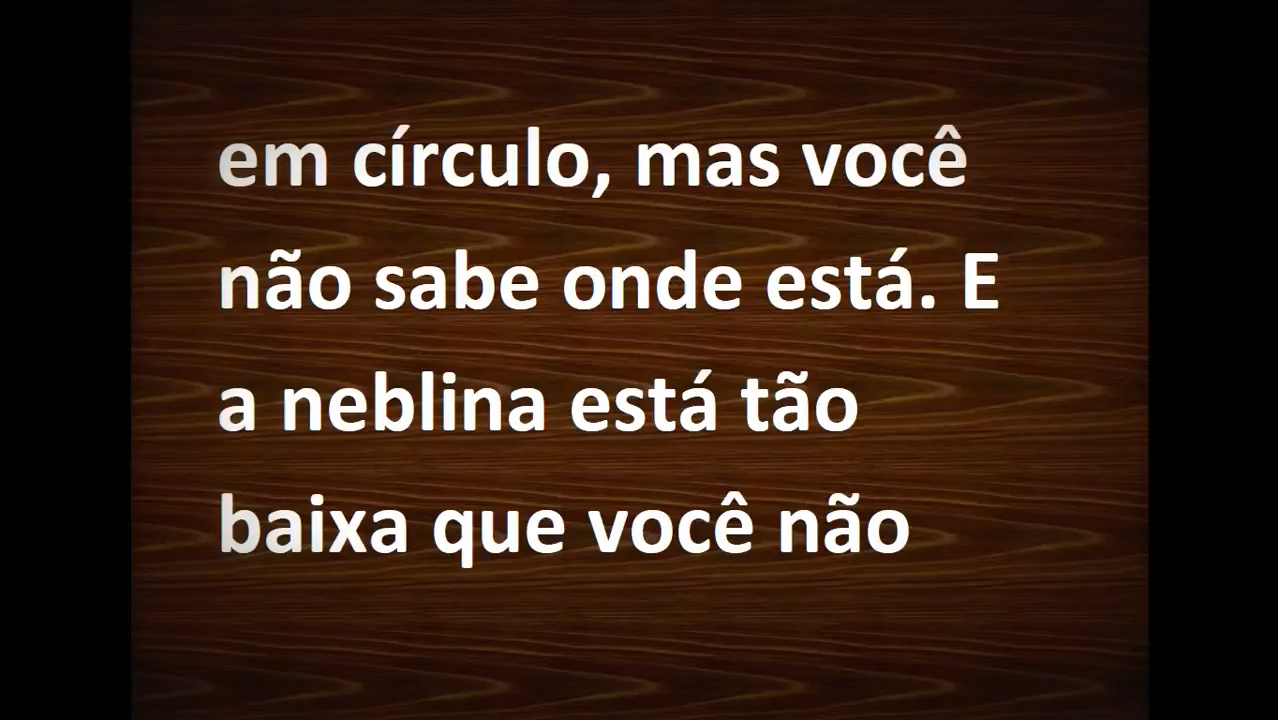 em círculo, mas você
não sabe onde está. E
a neblina está tão
baixa que você não